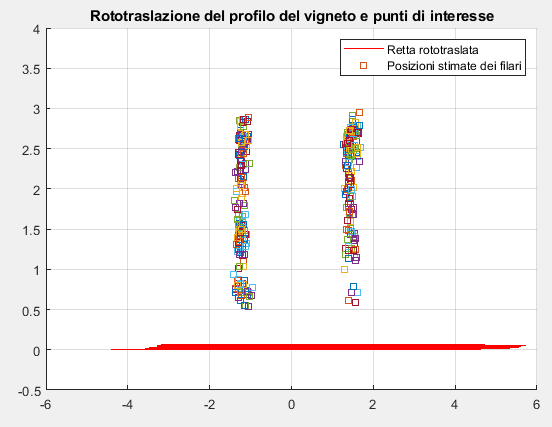 Rototraslazione del profilo del vigneto e punti di interesse
Retta rototraslata
Posizioni stimate dei filari
4
3.5
3
2.5
2
1.5
1
0.5
0
-0.5
-6 -4 -2 0 2 4 6